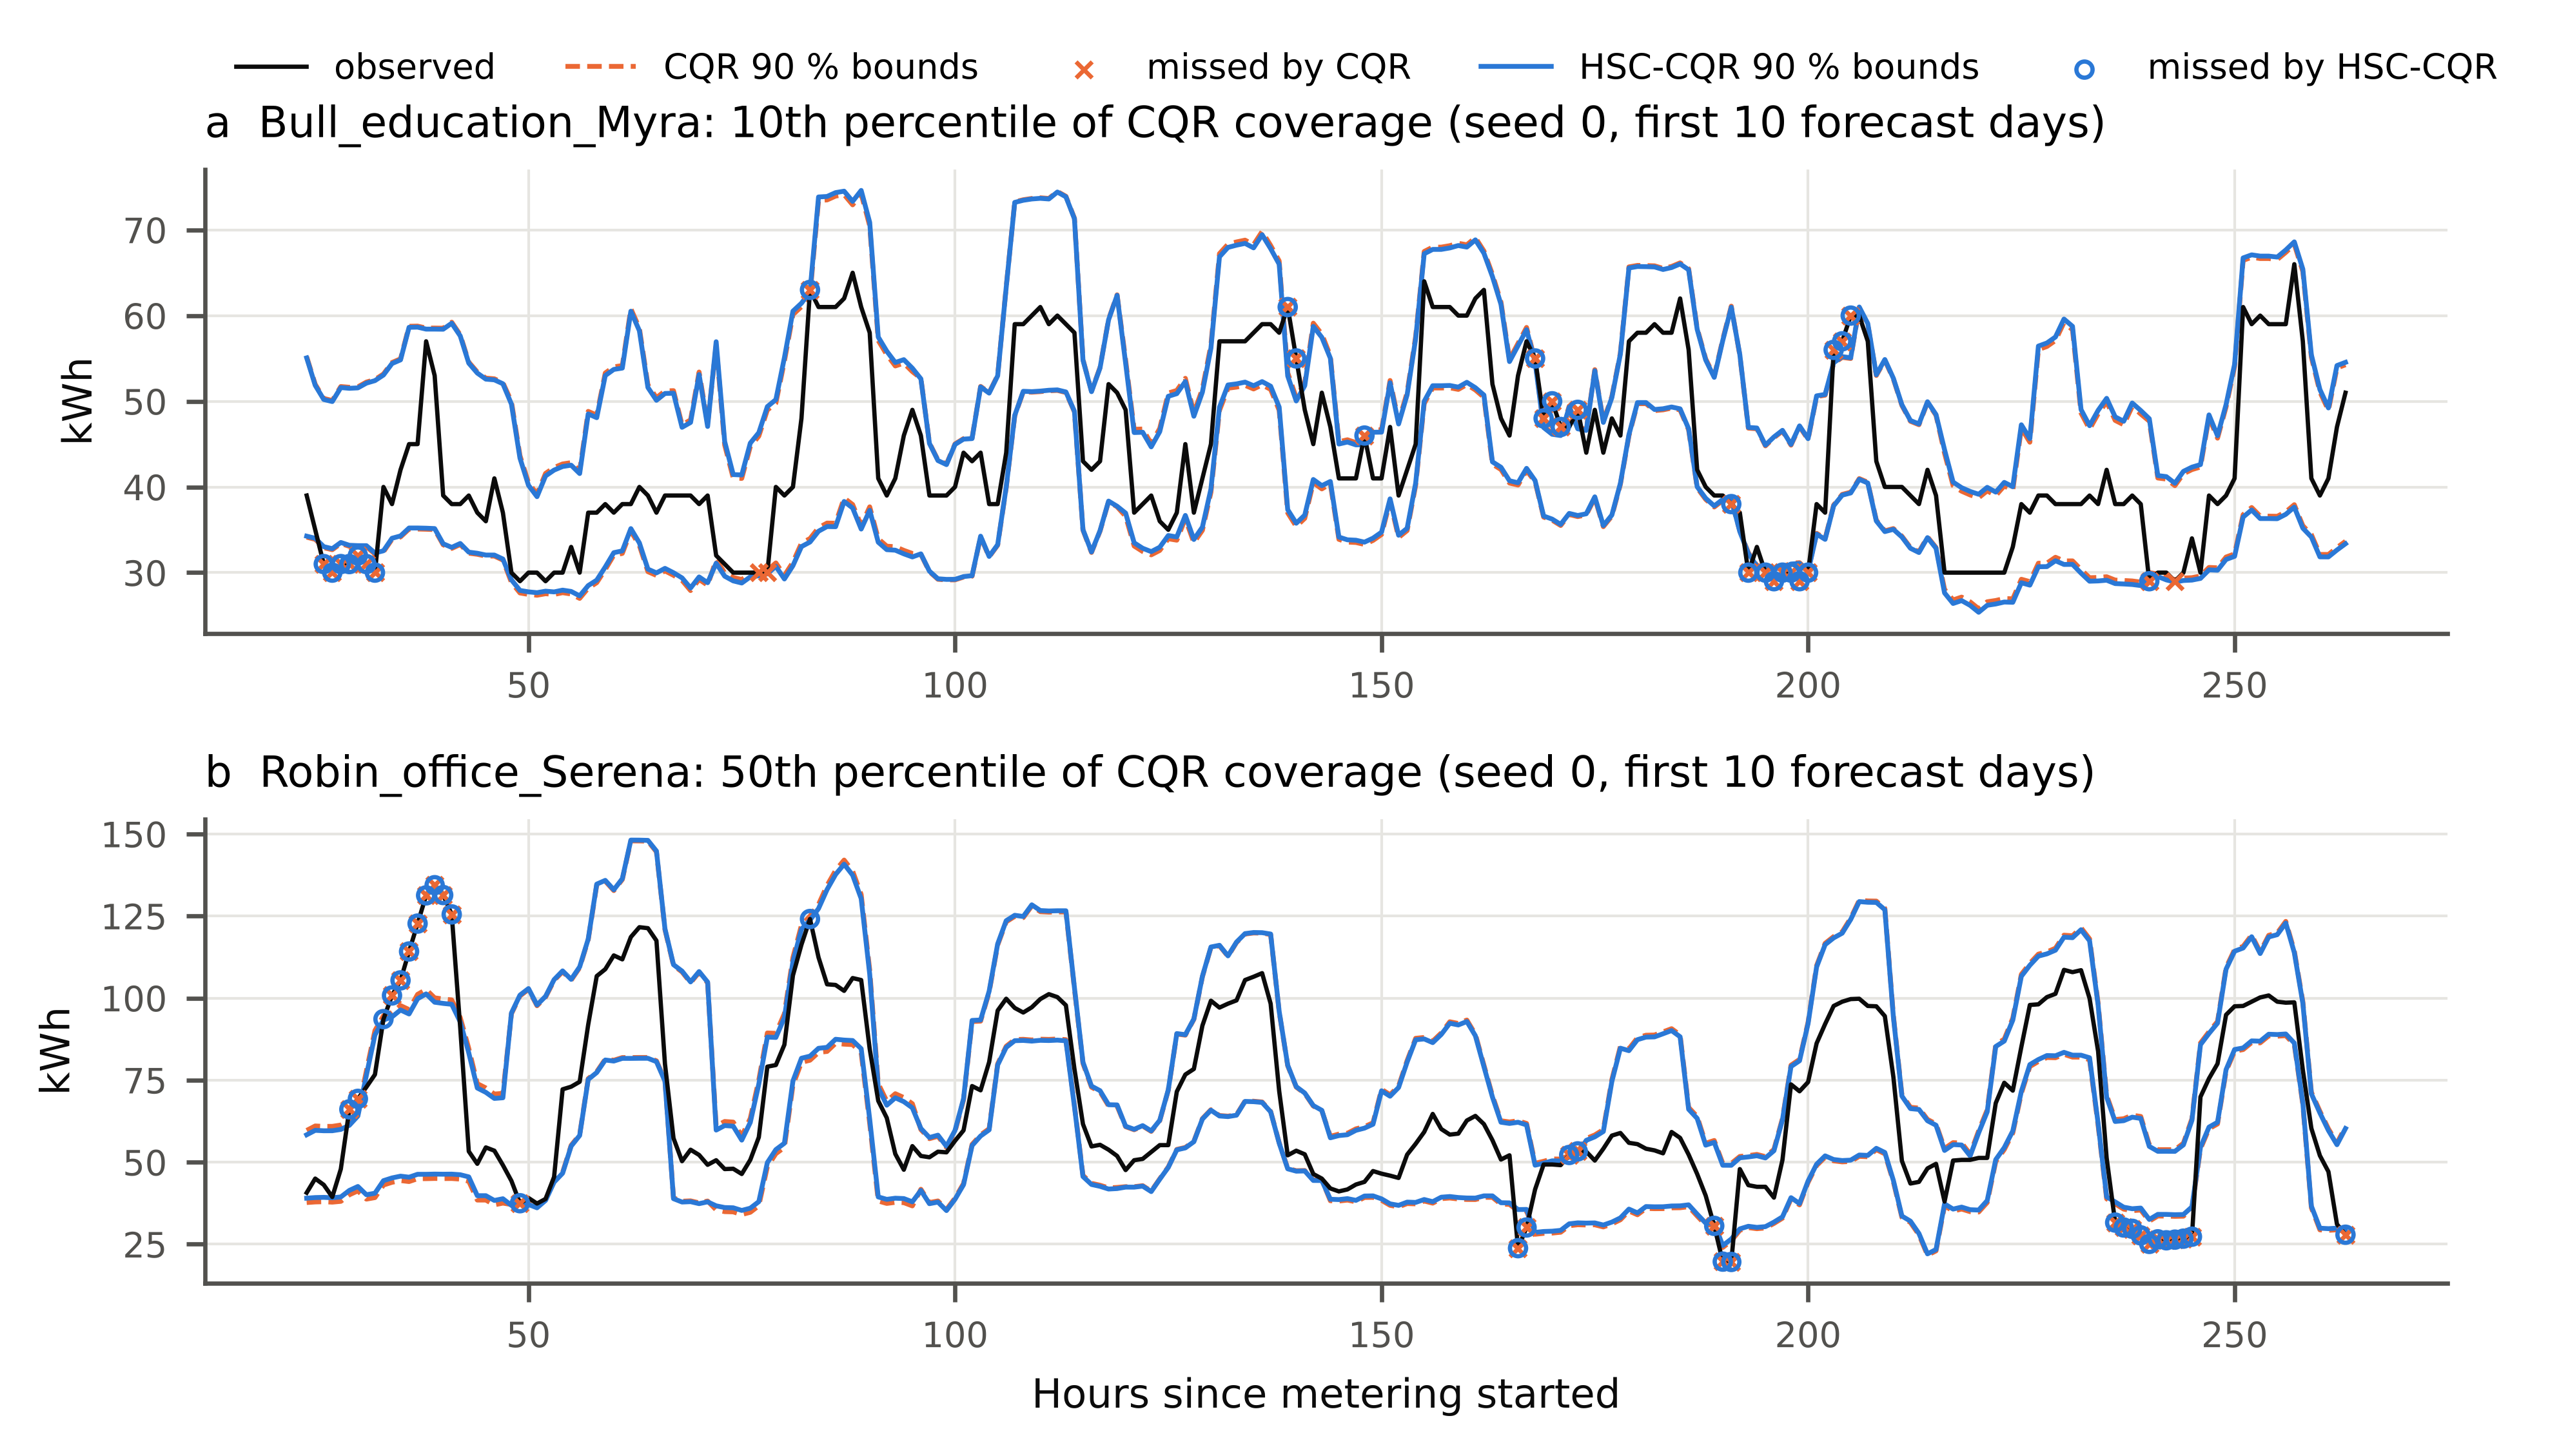 observed CQR 90 % bounds missed by CQR HSC-CQR 90 % bounds missed by HSC-CQR
a Bull_education_Myra: 10th percentile of CQR coverage (seed 0, first 10 forecast days)
70
60
50
40
30
kWh
50 100 150 200 250
b Robin_office_Serena: 50th percentile of CQR coverage (seed 0, first 10 forecast days)
150
125
100
75
50
25
kWh
50 100 150 200 250
Hours since metering started